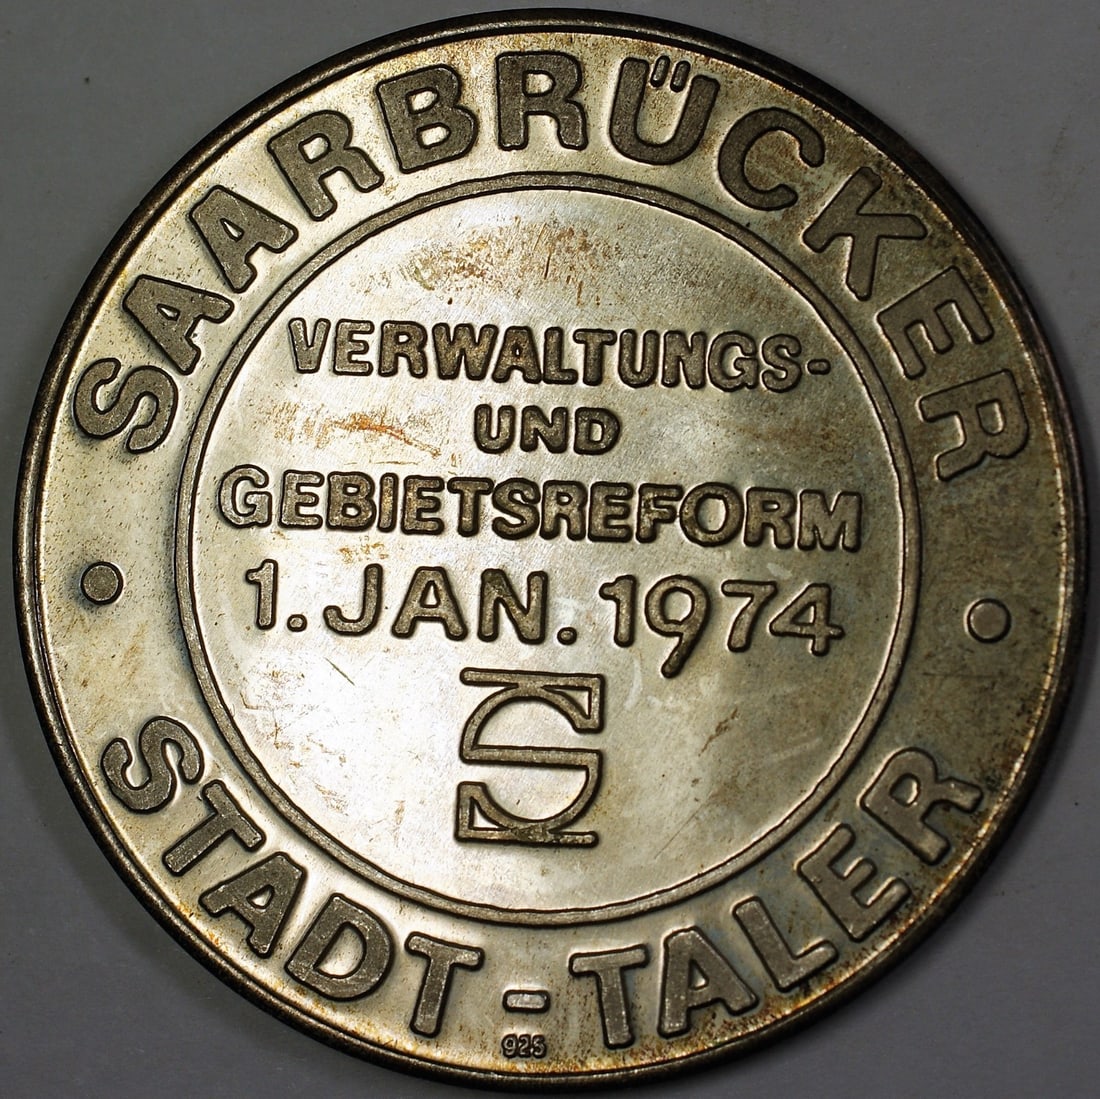 SAARBRÜCKER
VERWALTUNGS-
UND
GEBIETSREFORM
1. JAN. 1974
STADT-TALER
925